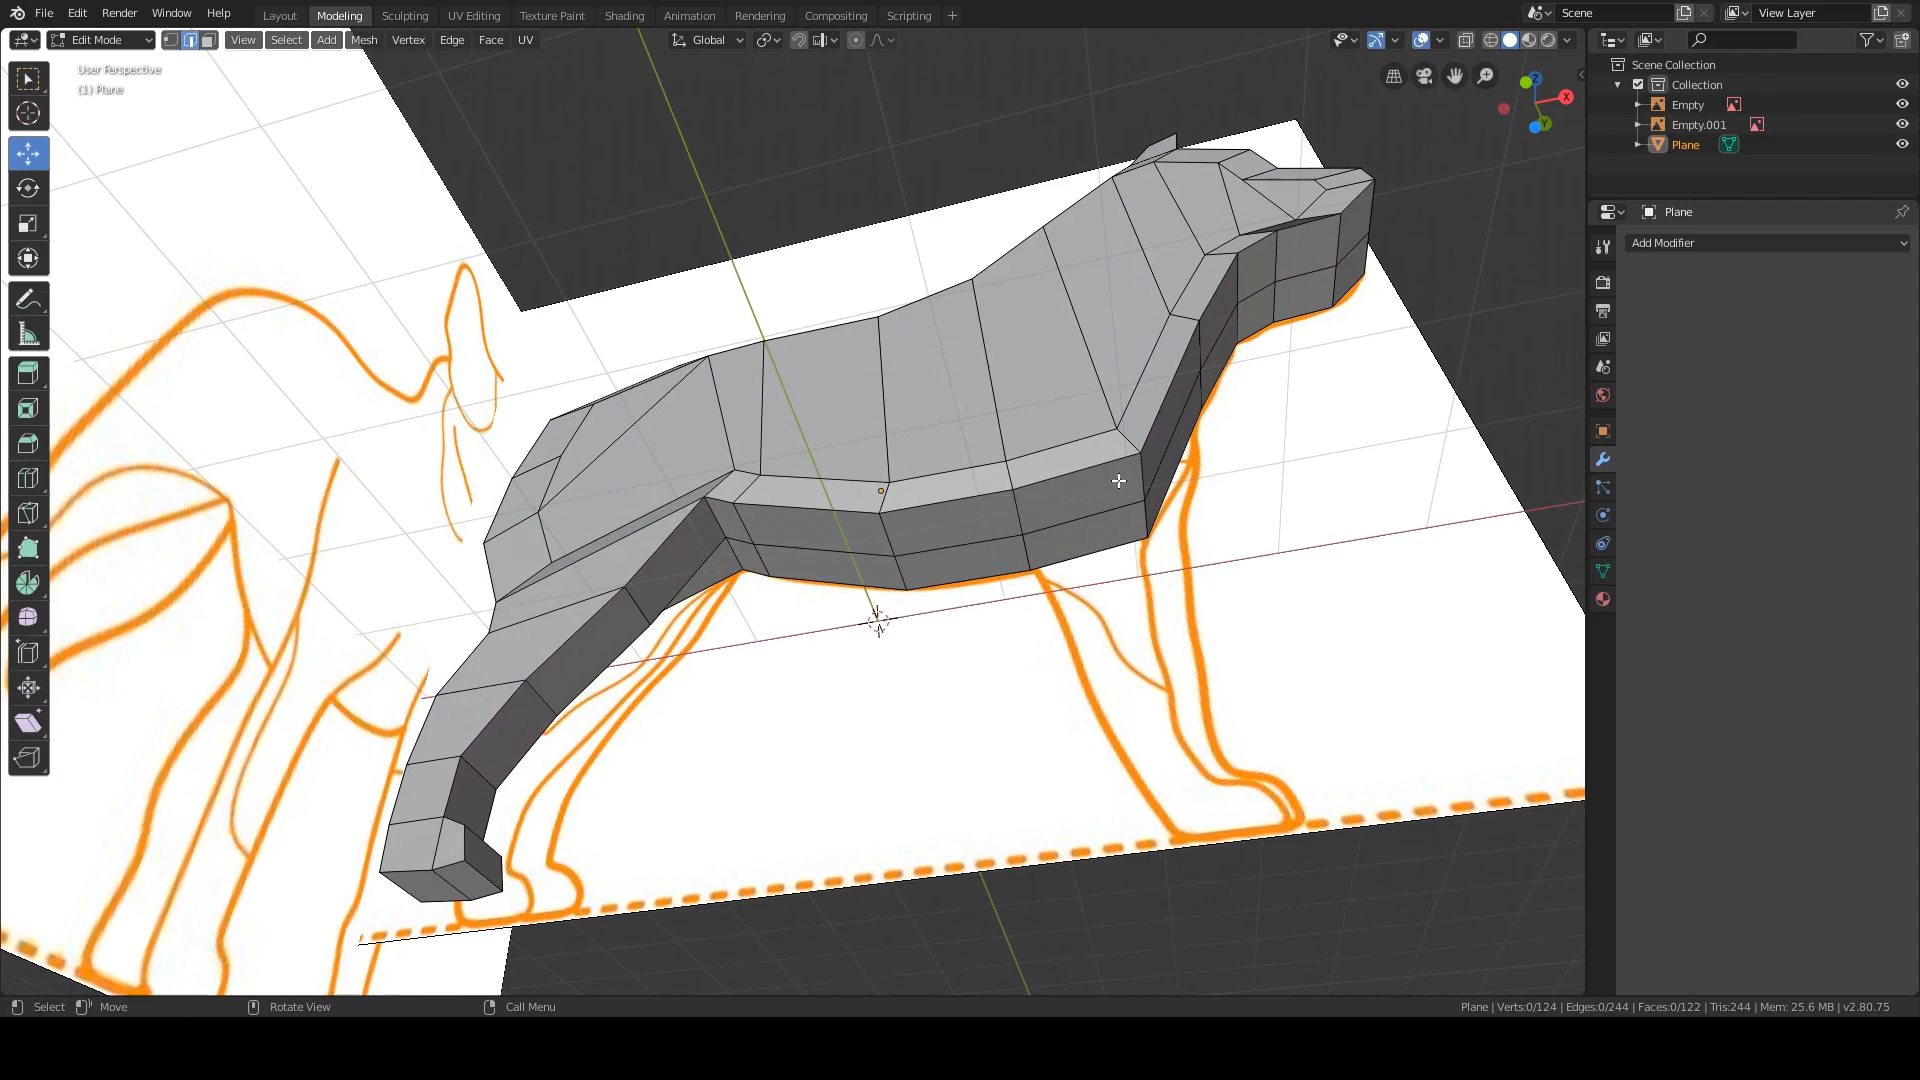 File Edit Render Window Help Layout Modeling Sculpting UV Editing Texture Paint Shading Animation Rendering Compositing Scripting Scene View Layer
Edit Mode View Select Add Mesh Vertex Edge Face UV Global
User Perspective
(1) Plane
Z
X
Y
Scene Collection
Collection
Empty
Empty.001
Plane
Plane
Add Modifier
Select Move Rotate View Call Menu Plane | Verts:0/124 | Edges:0/244 | Faces:0/122 | Tris:244 | Mem: 25.6 MB | v2.80.75